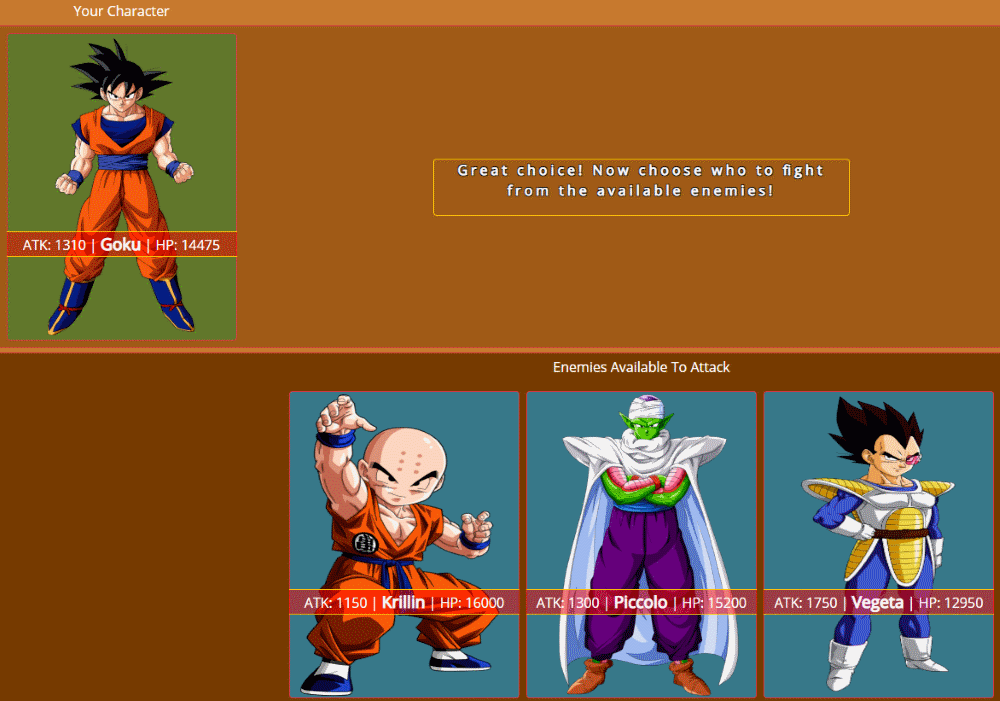 Your Character
Great choice! Now choose who to fight
from the available enemies!
ATK: 1310 | Goku | HP: 14475
Enemies Available To Attack
ATK: 1150 | Krillin | HP: 16000
ATK: 1300 | Piccolo | HP: 15200
ATK: 1750 | Vegeta | HP: 12950